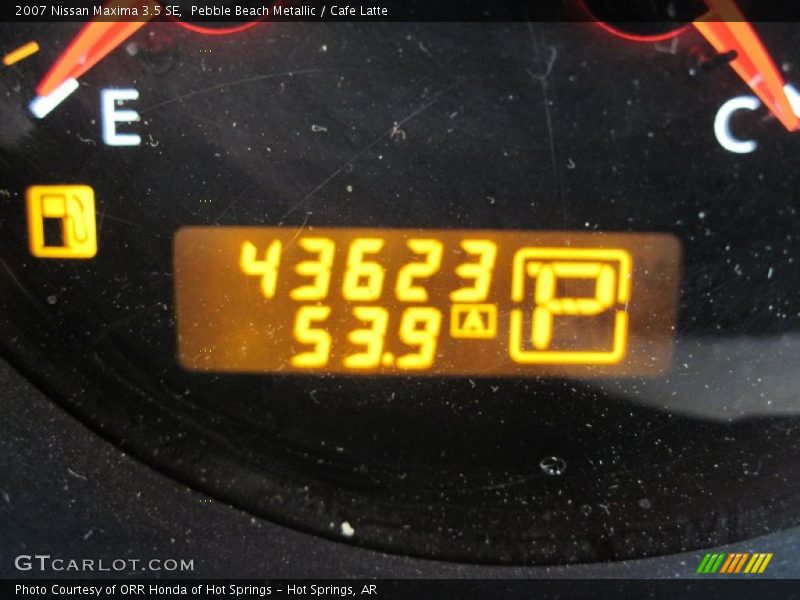 2007 Nissan Maxima 3.5 SE, Pebble Beach Metallic / Cafe Latte
E
C
43623
53.9 A
P
GTCARLOT.COM
Photo Courtesy of ORR Honda of Hot Springs - Hot Springs, AR